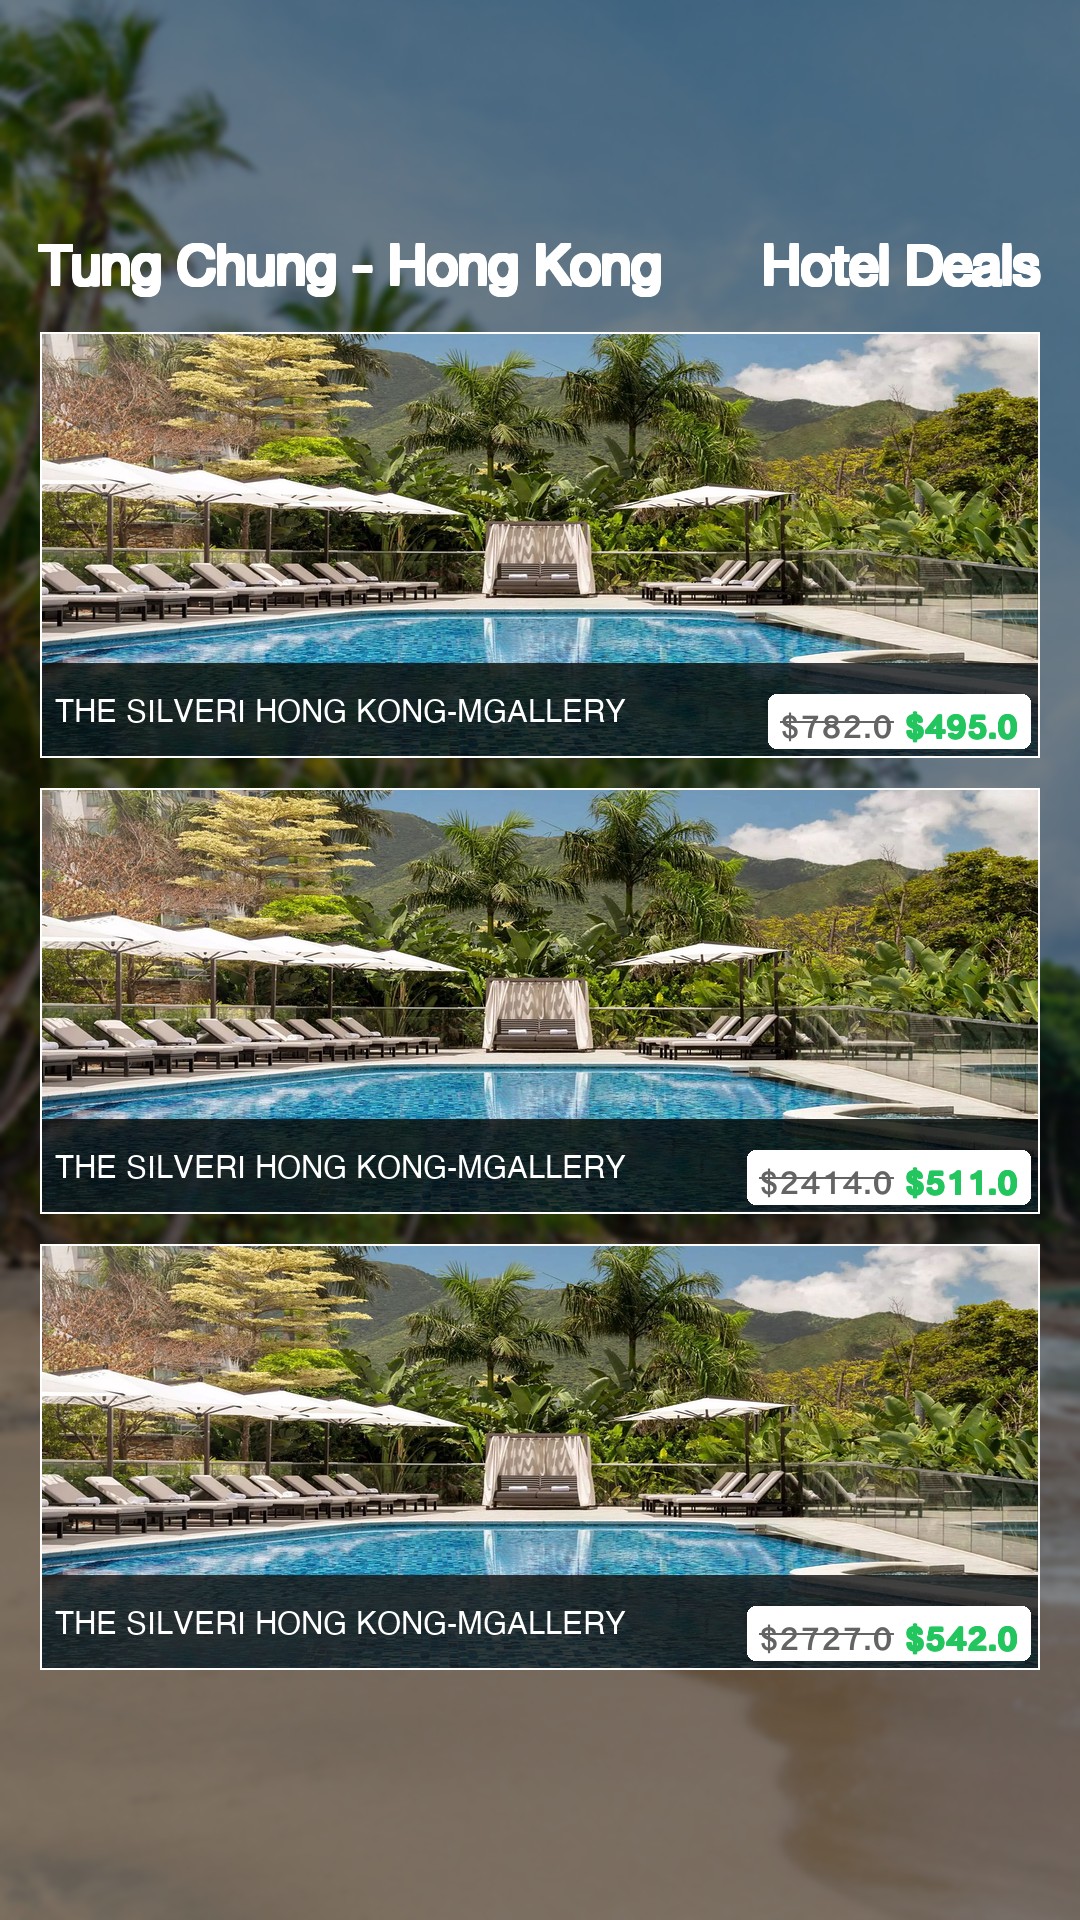 Tung Chung - Hong Kong Hotel Deals
THE SILVERI HONG KONG-MGALLERY $782.0 $495.0
THE SILVERI HONG KONG-MGALLERY $2414.0 $511.0
THE SILVERI HONG KONG-MGALLERY $2727.0 $542.0